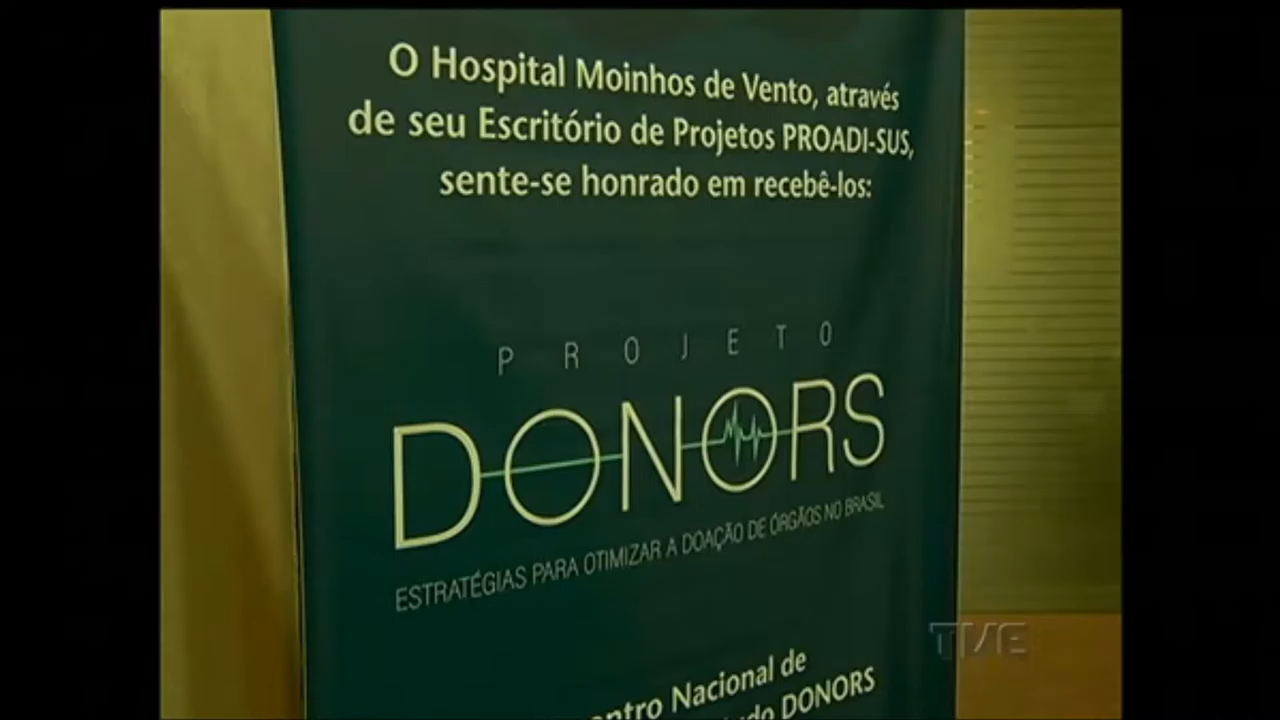 O Hospital Moinhos de Vento, através
de seu Escritório de Projetos PROADI-SUS,
sente-se honrado em recebê-los:
PROJETO
DONORS
ESTRATÉGIAS PARA OTIMIZAR A DOAÇÃO DE ÓRGÃOS NO BRASIL
Nacional de
DONORS
TVE